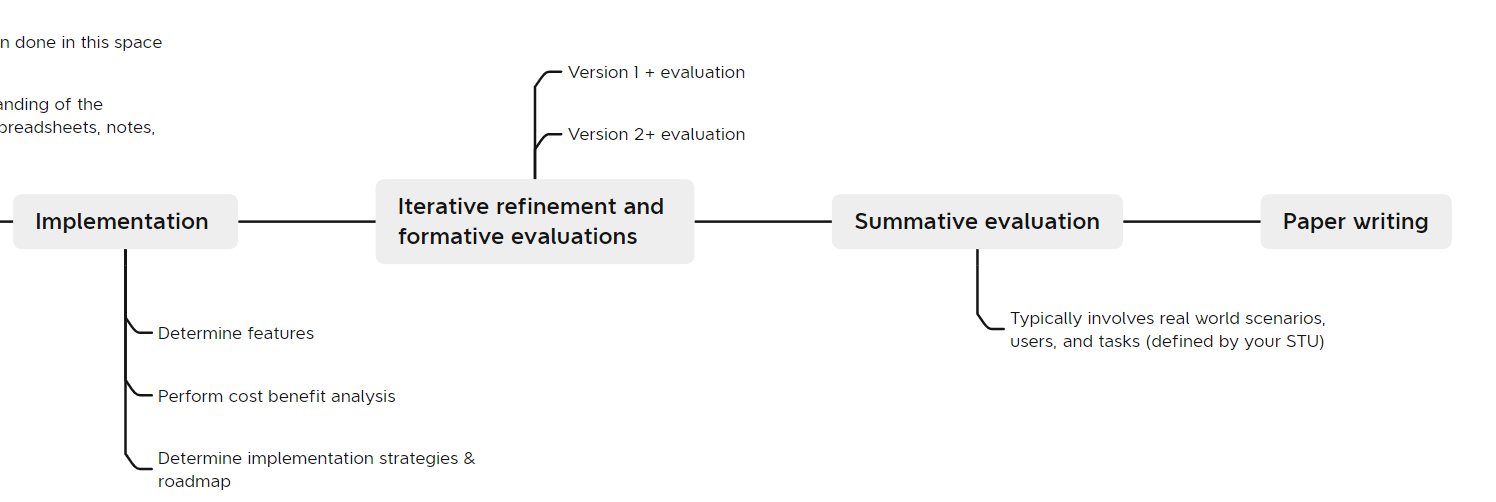 done in this space
of the
notes,
Version 1 + evaluation
Version 2+ evaluation
Implementation
Iterative refinement and
formative evaluations
Summative evaluation
Paper writing
Determine features
Perform cost benefit analysis
Determine implementation strategies &
roadmap
Typically involves real world scenarios,
users, and tasks (defined by your STU)